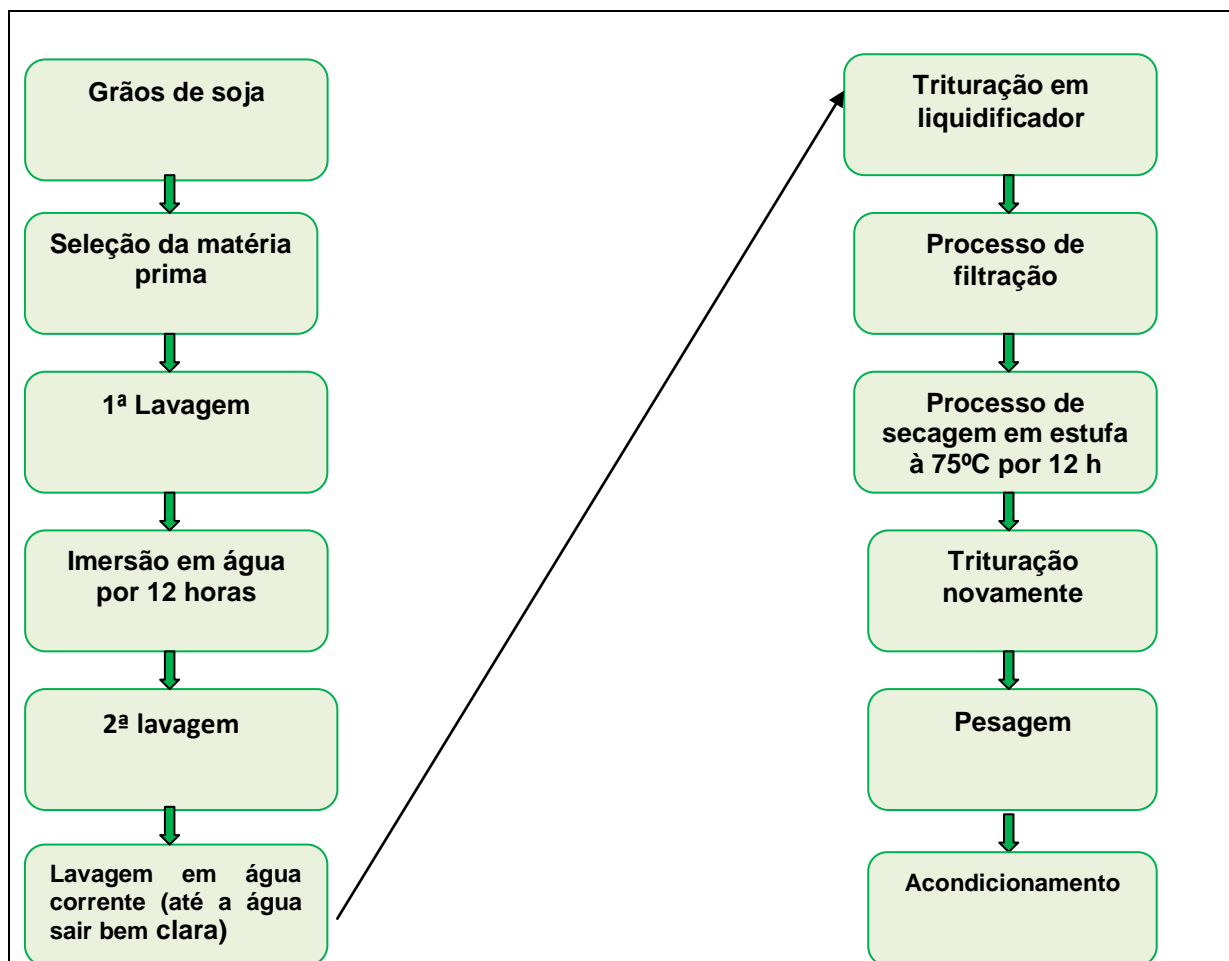 Grãos de soja
Seleção da matéria
prima
1ª Lavagem
Imersão em água
por 12 horas
2ª lavagem
Lavagem em água
corrente (até a água
sair bem clara)
Trituração em
liquidificador
Processo de
filtração
Processo de
secagem em estufa
à 75ºC por 12 h
Trituração
novamente
Pesagem
Acondicionamento